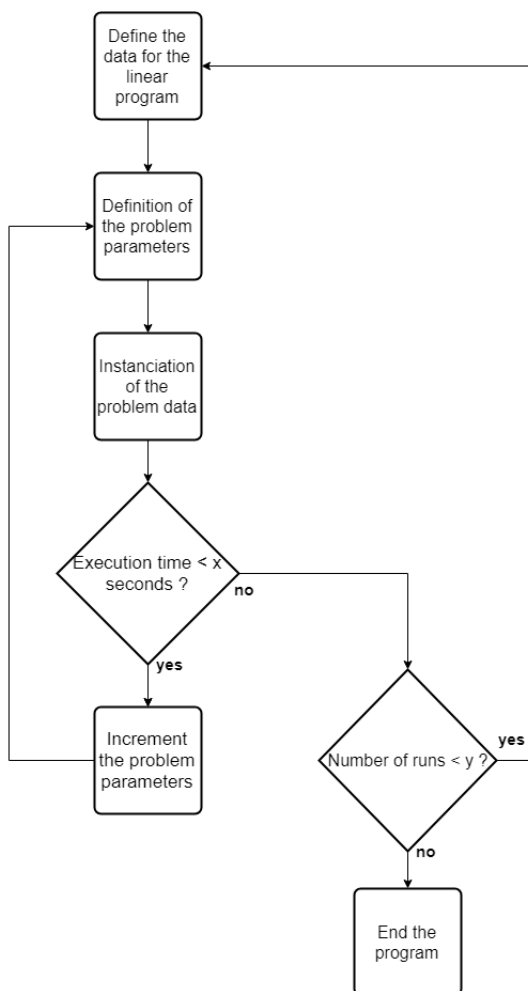 Define the
data for the
linear
program
Definition of
the problem
parameters
Instanciation
of the
problem data
Execution time < x
seconds ?
no
yes
Increment
the problem
parameters
Number of runs < y ?
yes
no
End the
program